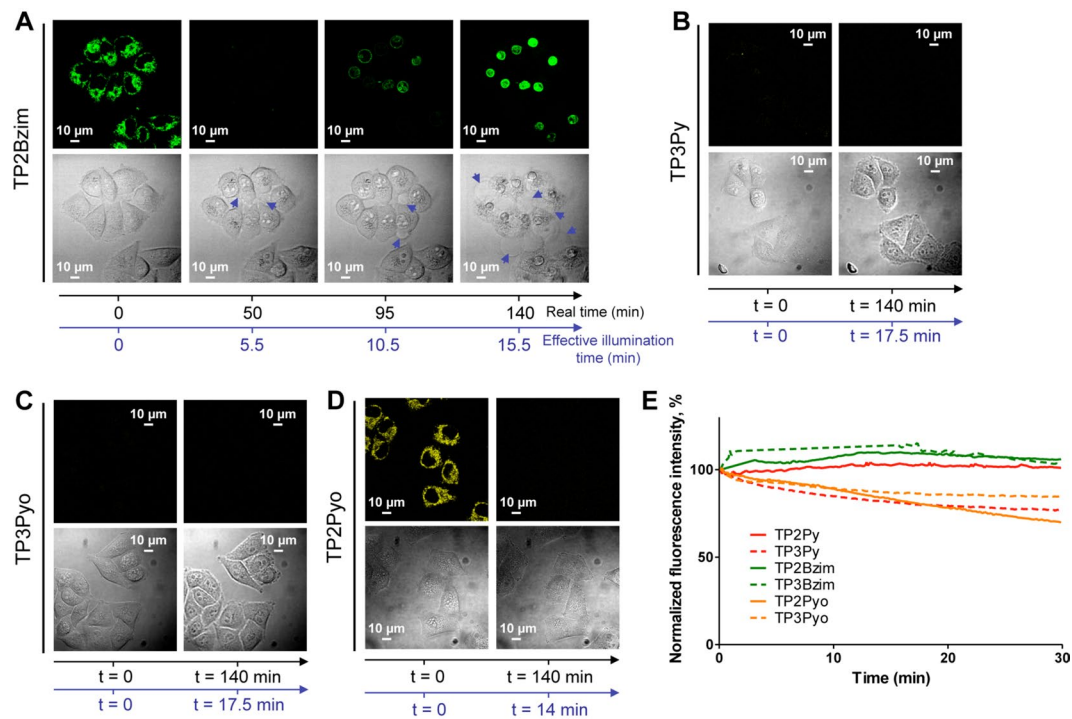 A
TP2Bzim
10 µm
10 µm
10 µm
10 µm
10 µm
10 µm
10 µm
10 µm
0
50
95
140
Real time (min)
0
5.5
10.5
15.5
Effective illumination
time (min)
B
TP3Py
10 µm
10 µm
10 µm
10 µm
t = 0
t = 140 min
t = 0
t = 17.5 min
C
TP3Pyo
10 µm
10 µm
10 µm
10 µm
t = 0
t = 140 min
t = 0
t = 17.5 min
D
TP2Pyo
10 µm
10 µm
10 µm
10 µm
t = 0
t = 140 min
t = 0
t = 14 min
E
Normalized fluorescence intensity, %
100
50
0
TP2Py
TP3Py
TP2Bzim
TP3Bzim
TP2Pyo
TP3Pyo
0
10
20
30
Time (min)